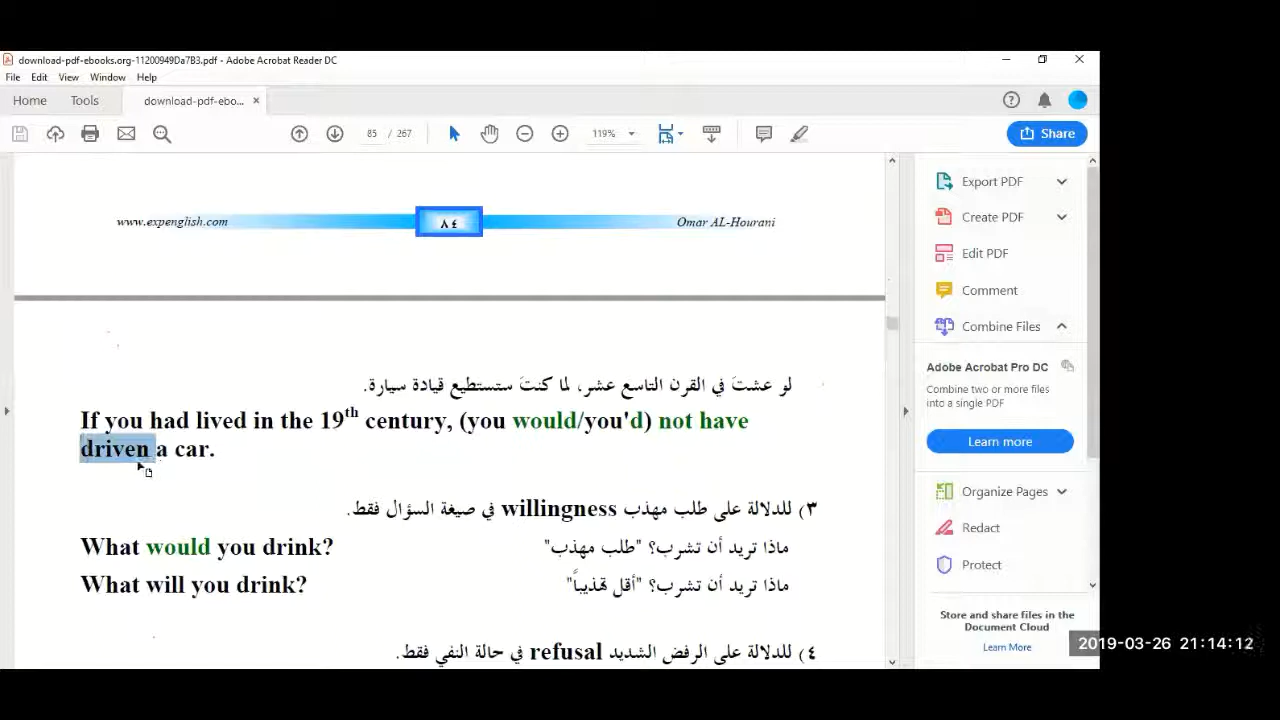 download-pdf-ebooks.org-11200949Da7B3.pdf - Adobe Acrobat Reader DC
File Edit View Window Help
Home Tools download-pdf-ebo...
85 / 267 119% Share
www.expenglish.com ٨٤ Omar AL-Hourani
لو عشتَ في القرن التاسع عشر، لما كنتَ ستستطيع قيادة سيارة.
If you had lived in the 19th century, (you would/you'd) not have
driven a car.
٣) للدلالة على طلب مهذب willingness في صيغة السؤال فقط.
What would you drink? ماذا تريد أن تشرب؟ "طلب مهذب"
What will you drink? ماذا تريد أن تشرب؟ "أقل تهذيباً"
٤) للدلالة على الرفض الشديد refusal في حالة النفي فقط.
Export PDF
Create PDF
Edit PDF
Comment
Combine Files
Adobe Acrobat Pro DC
Combine two or more files
into a single PDF
Learn more
Organize Pages
Redact
Protect
Store and share files in the
Document Cloud
Learn More
2019-03-26 21:14:12